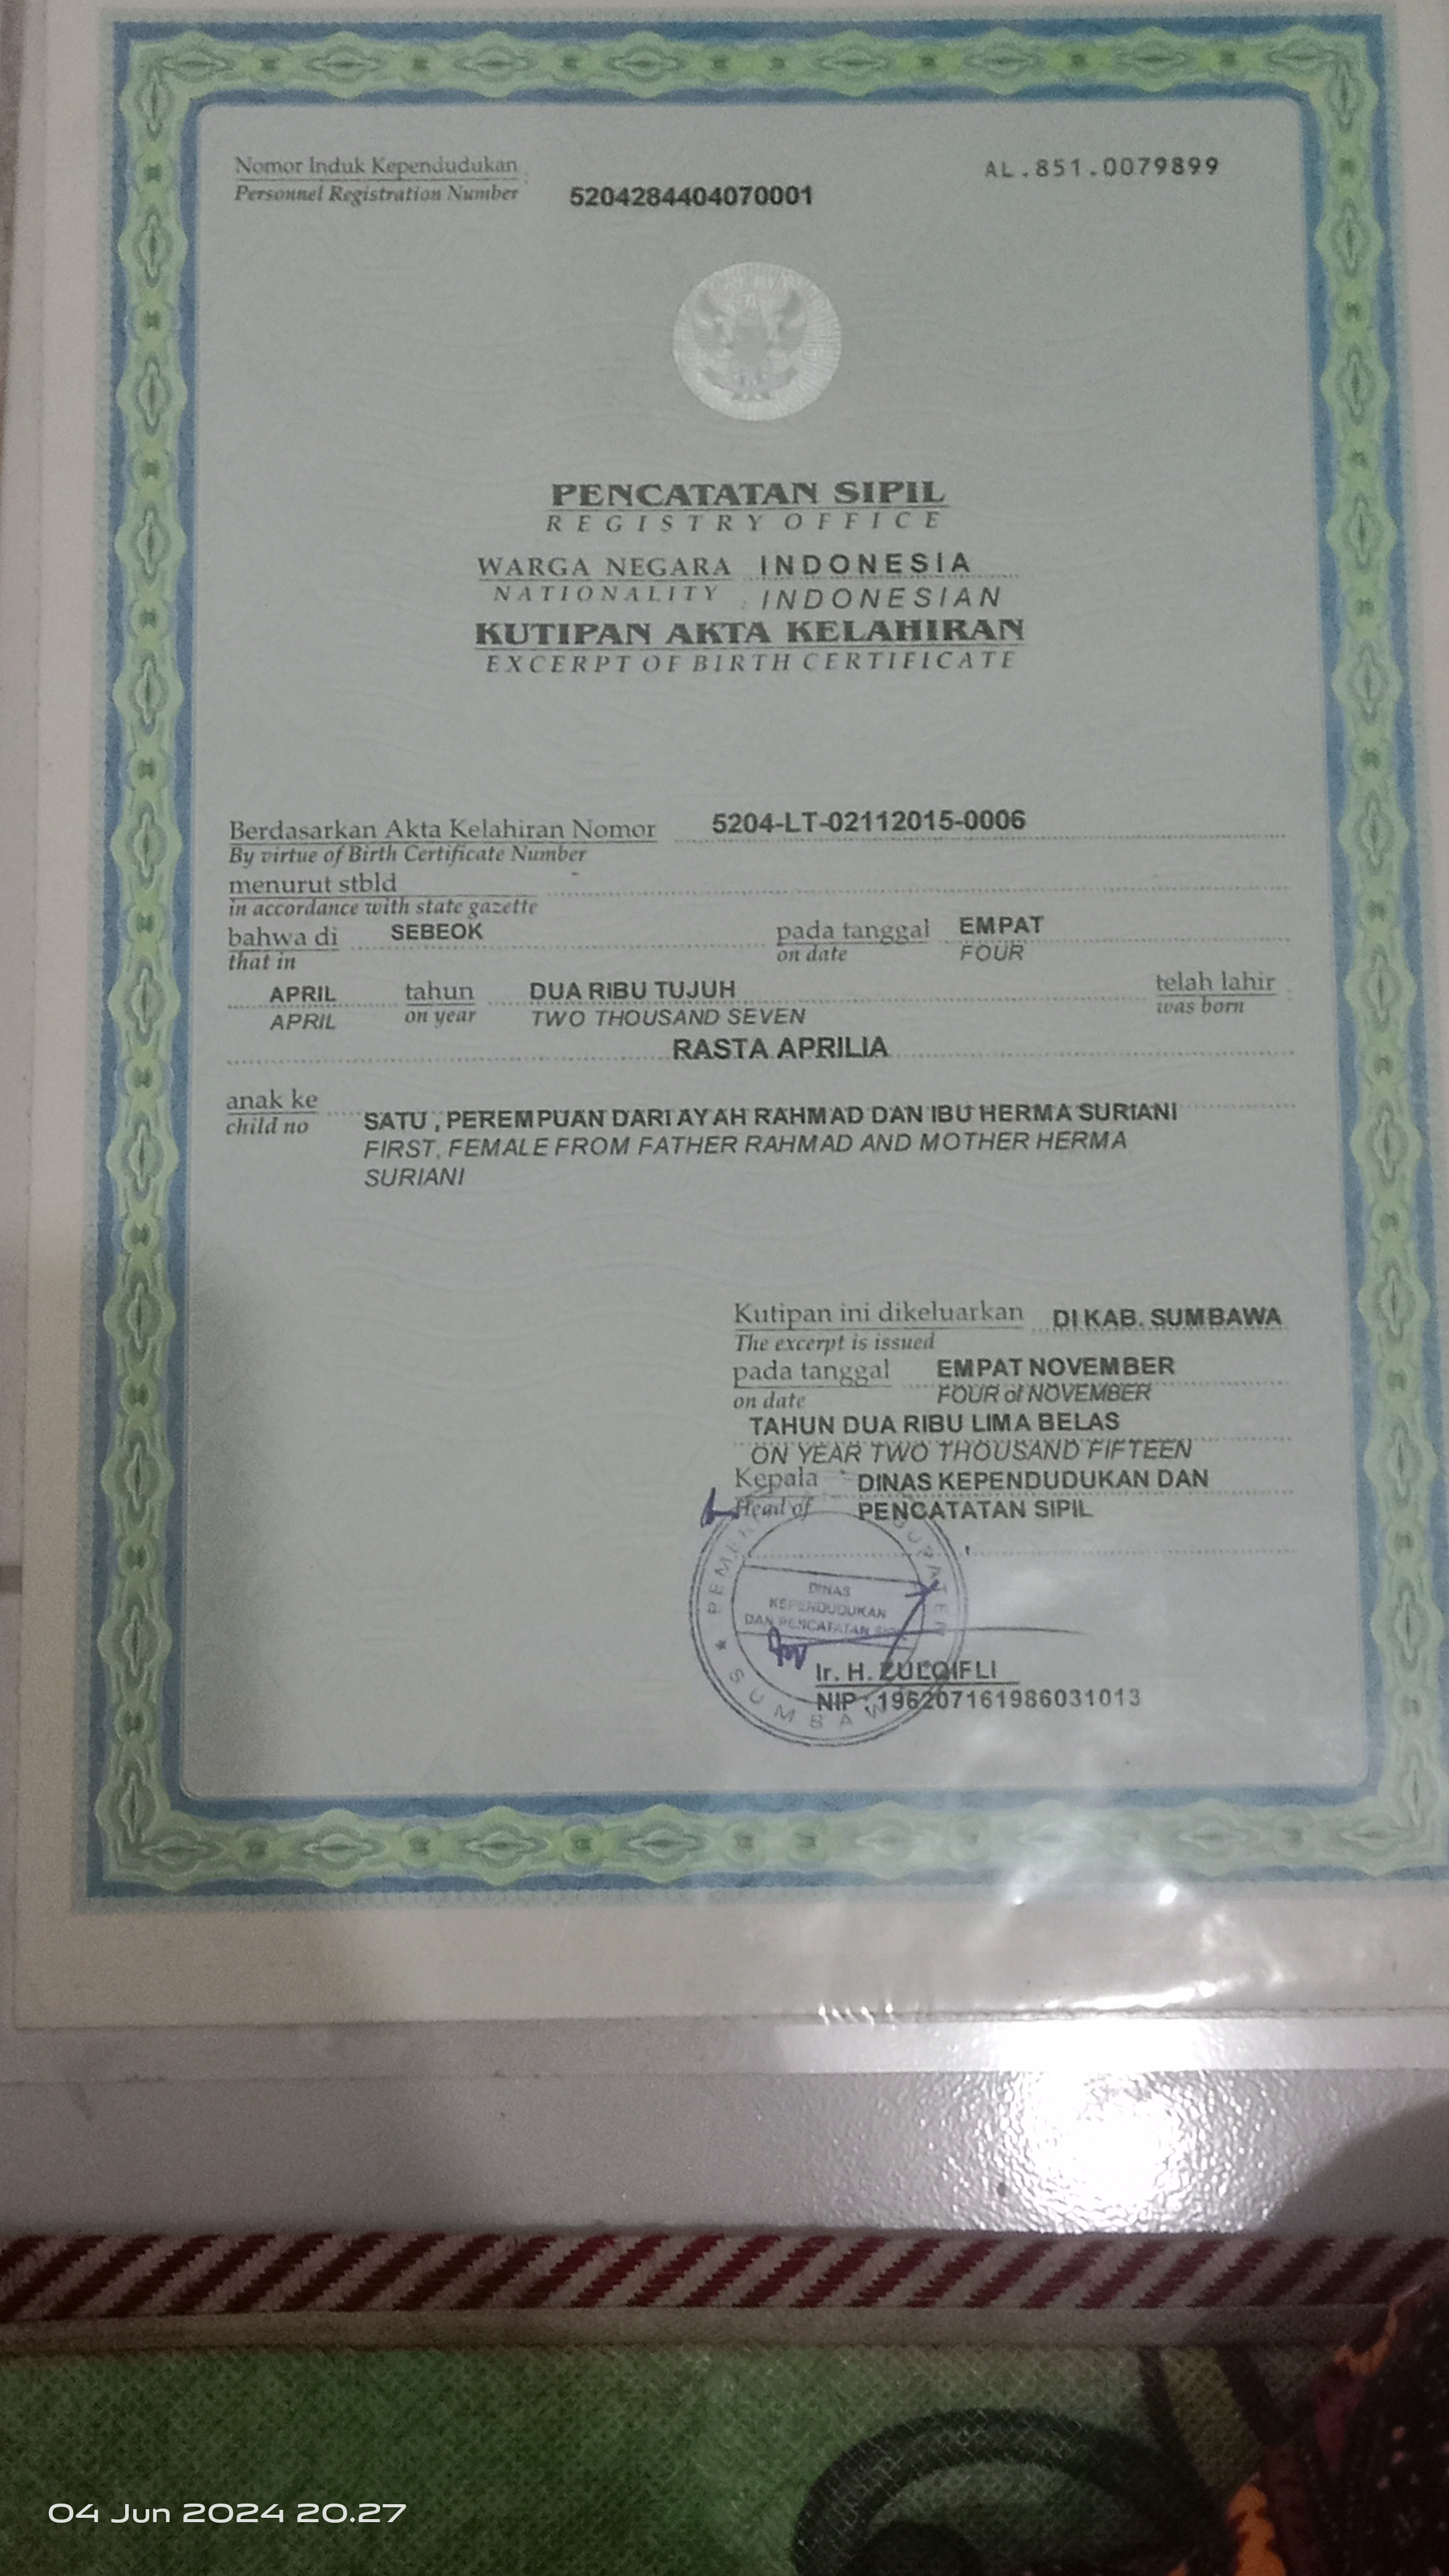 Nomor Induk Kependudukan
Personnel Registration Number : 5204284404070001
AL.851.0079899
PENCATATAN SIPIL
REGISTRY OFFICE
WARGA NEGARA INDONESIA
NATIONALITY : INDONESIAN
KUTIPAN AKTA KELAHIRAN
EXCERPT OF BIRTH CERTIFICATE
Berdasarkan Akta Kelahiran Nomor 5204-LT-02112015-0006
By virtue of Birth Certificate Number
menurut stbld -
in accordance with state gazette
bahwa di SEBEOK pada tanggal EMPAT
that in on date FOUR
APRIL tahun DUA RIBU TUJUH telah lahir
APRIL on year TWO THOUSAND SEVEN was born
RASTA APRILIA
anak ke SATU , PEREMPUAN DARI AYAH RAHMAD DAN IBU HERMA SURIANI
child no FIRST, FEMALE FROM FATHER RAHMAD AND MOTHER HERMA
SURIANI
Kutipan ini dikeluarkan DI KAB. SUMBAWA
The excerpt is issued
pada tanggal EMPAT NOVEMBER
on date FOUR of NOVEMBER
TAHUN DUA RIBU LIMA BELAS
ON YEAR TWO THOUSAND FIFTEEN
Kepala DINAS KEPENDUDUKAN DAN
Head of PENCATATAN SIPIL
DINAS
KEPENDUDUKAN
DAN PENCATATAN SIPIL
SUMBAWA
Ir. H. ZULQIFLI
NIP : 196207161986031013
04 Jun 2024 20.27